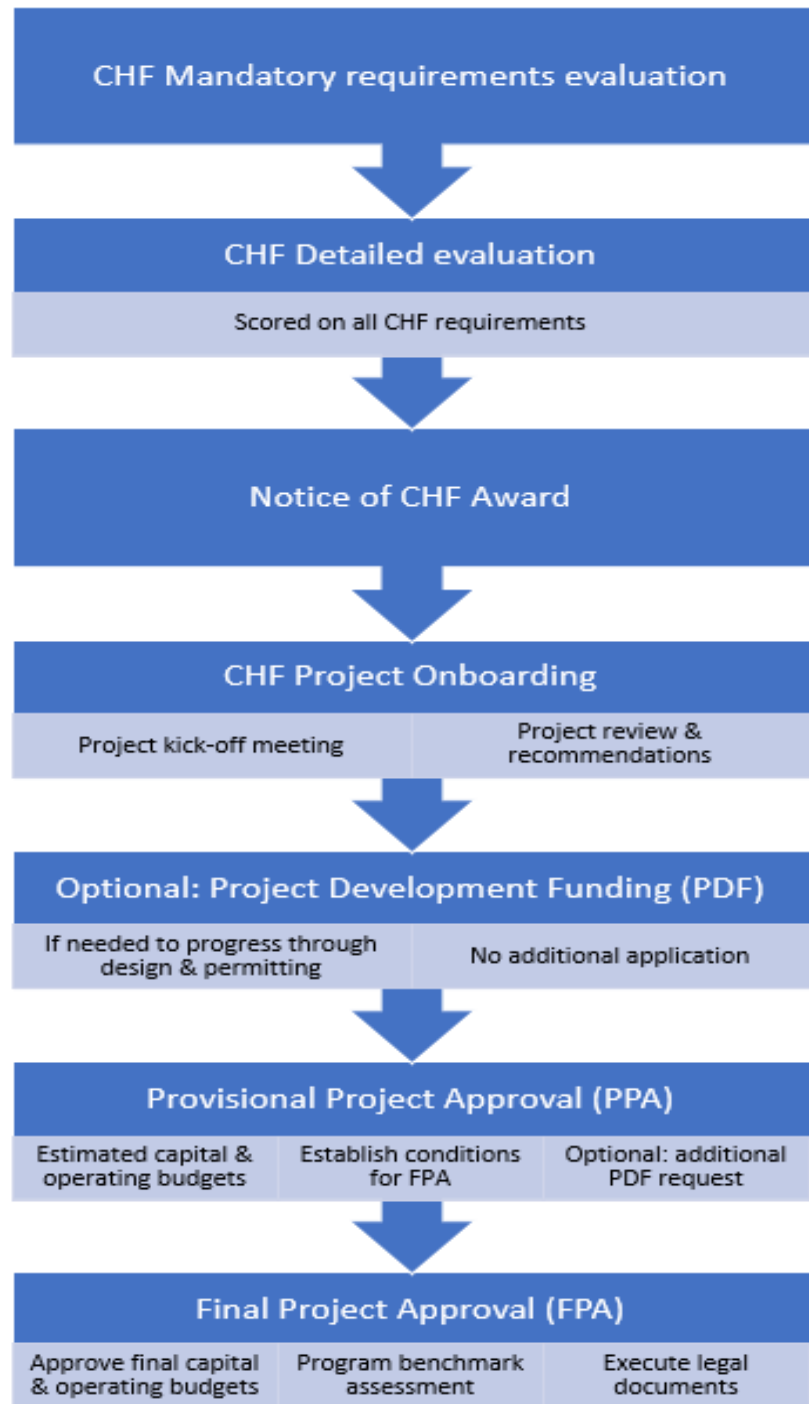 CHF Mandatory requirements evaluation
CHF Detailed evaluation
Scored on all CHF requirements
Notice of CHF Award
CHF Project Onboarding
Project kick-off meeting
Project review &
recommendations
Optional: Project Development Funding (PDF)
If needed to progress through
design & permitting
No additional application
Provisional Project Approval (PPA)
Estimated capital &
operating budgets
Establish conditions
for FPA
Optional: additional
PDF request
Final Project Approval (FPA)
Approve final capital
& operating budgets
Program benchmark
assessment
Execute legal
documents